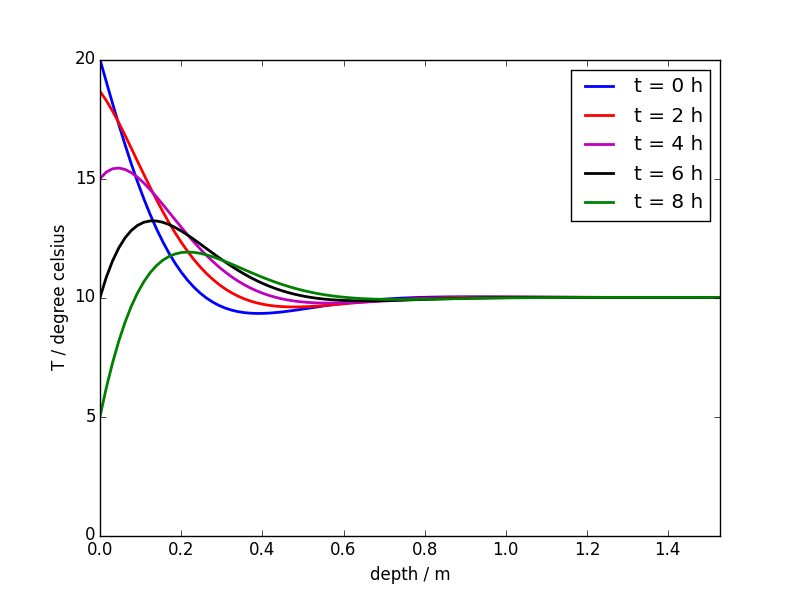 20
15
10
5
0
T / degree celsius
t = 0 h
t = 2 h
t = 4 h
t = 6 h
t = 8 h
0.0 0.2 0.4 0.6 0.8 1.0 1.2 1.4
depth / m